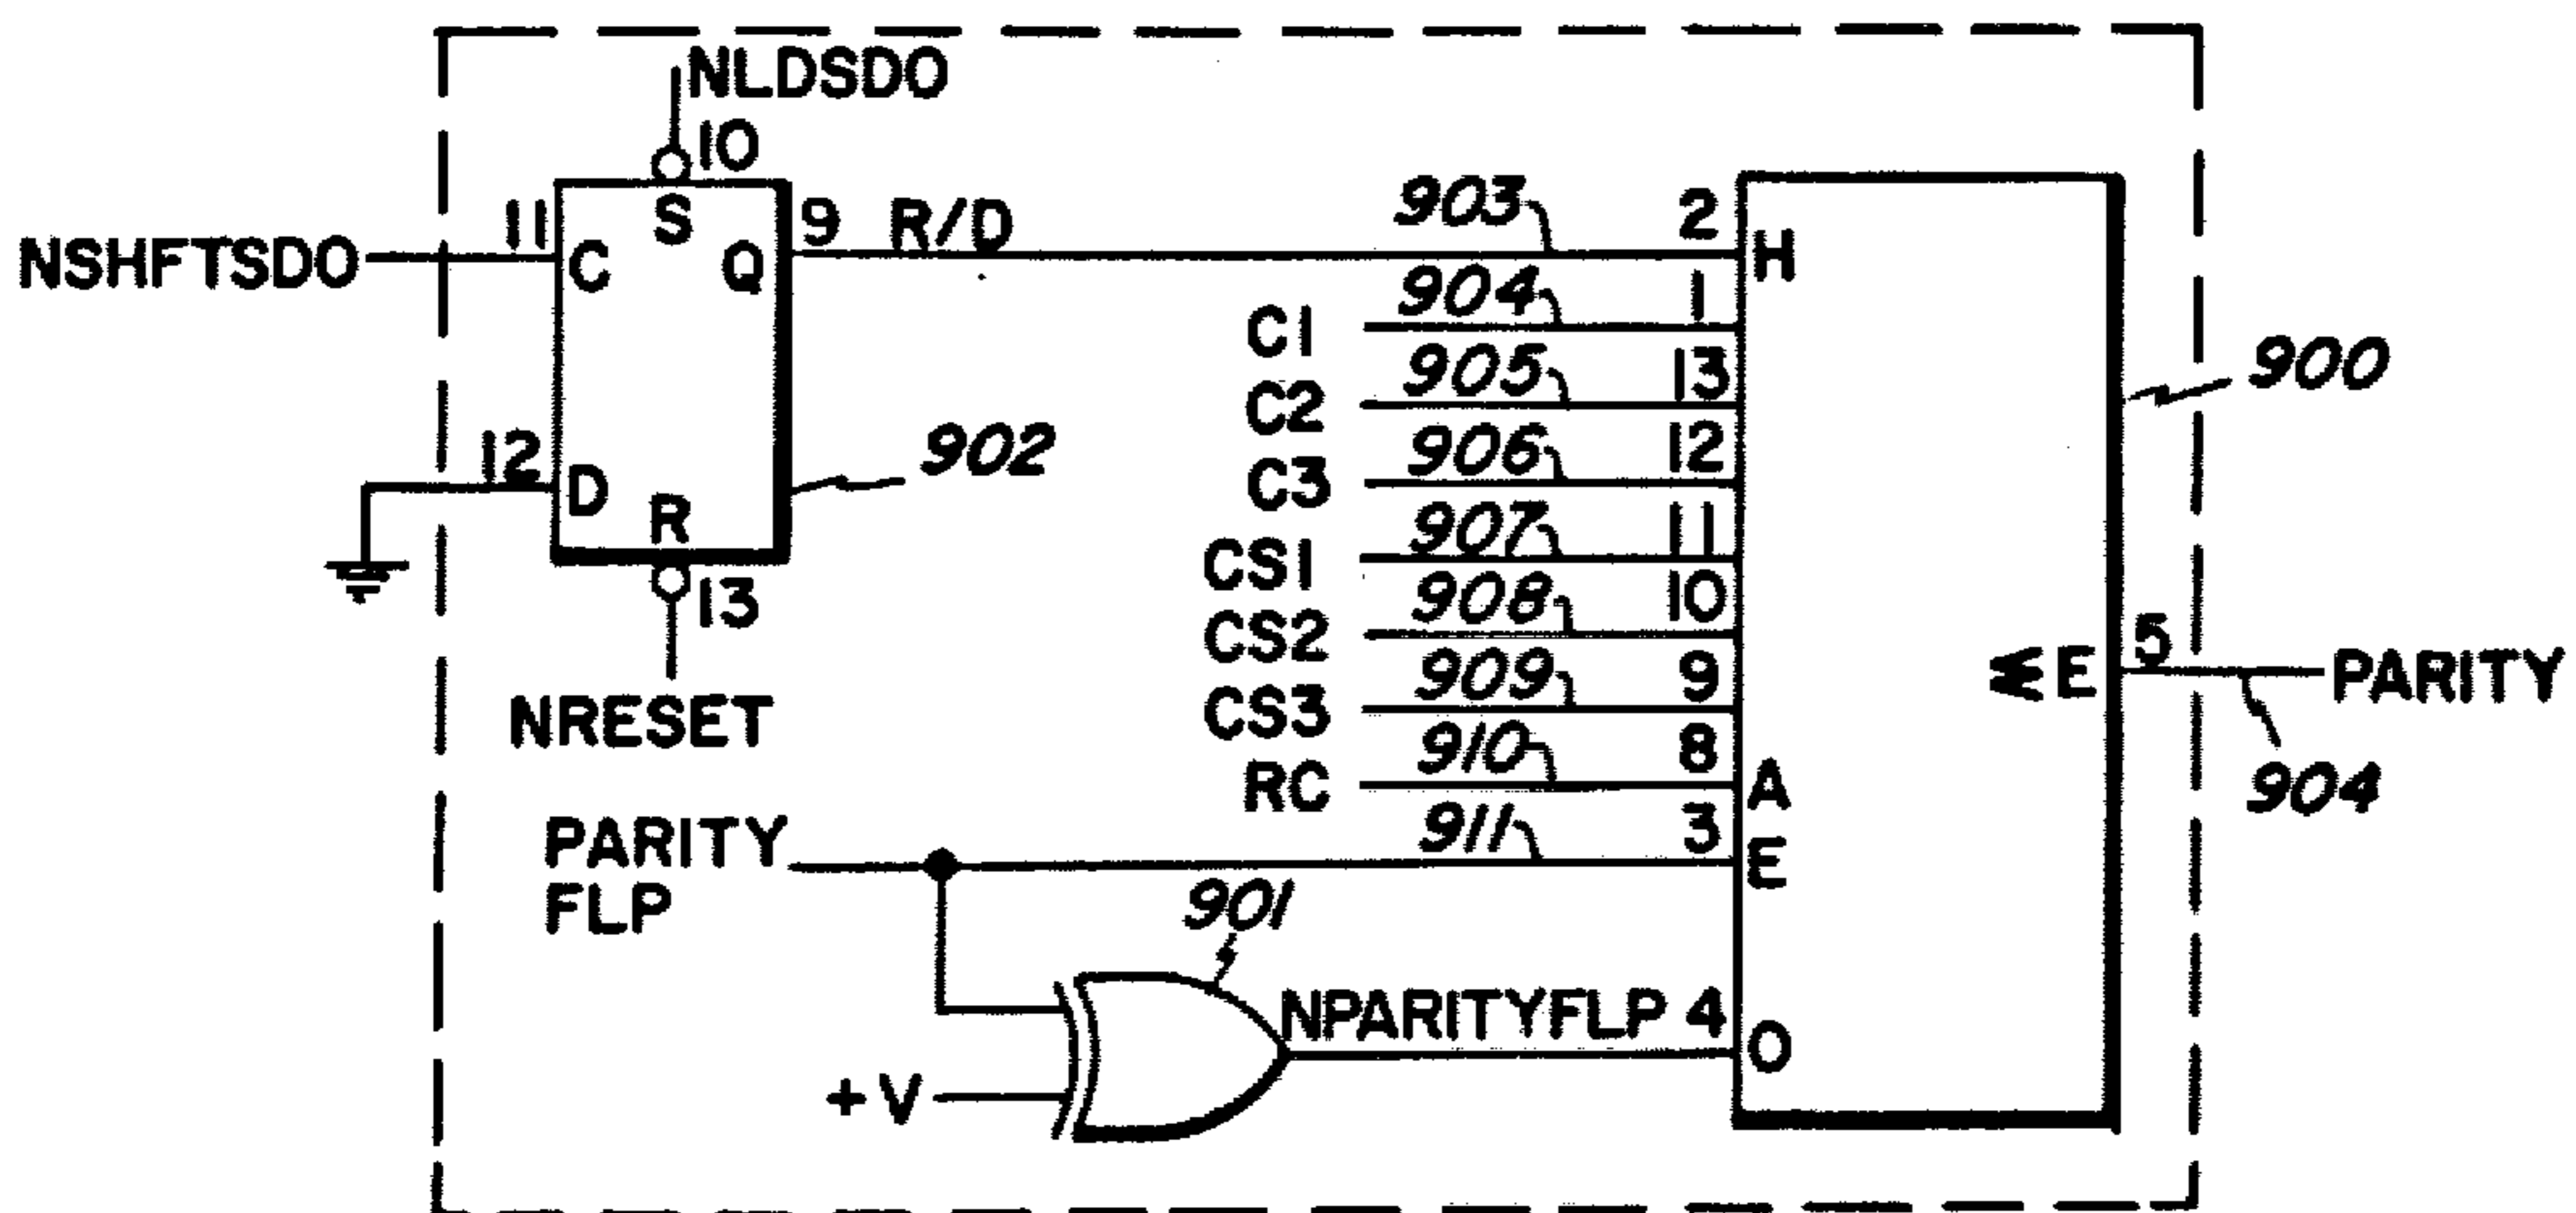 NLDSDO
10
S
NSHFTSDO 11 C Q 9 R/D 903 2 H
C1 904 1
C2 905 13
C3 906 12
12 D R 902
CS1 907 11
CS2 908 10
CS3 909 9
RC 910 8 A
13
NRESET
900
ΣE 5 PARITY
904
PARITY
FLP
911 3 E
901
NPARITYFLP 4 O
+V